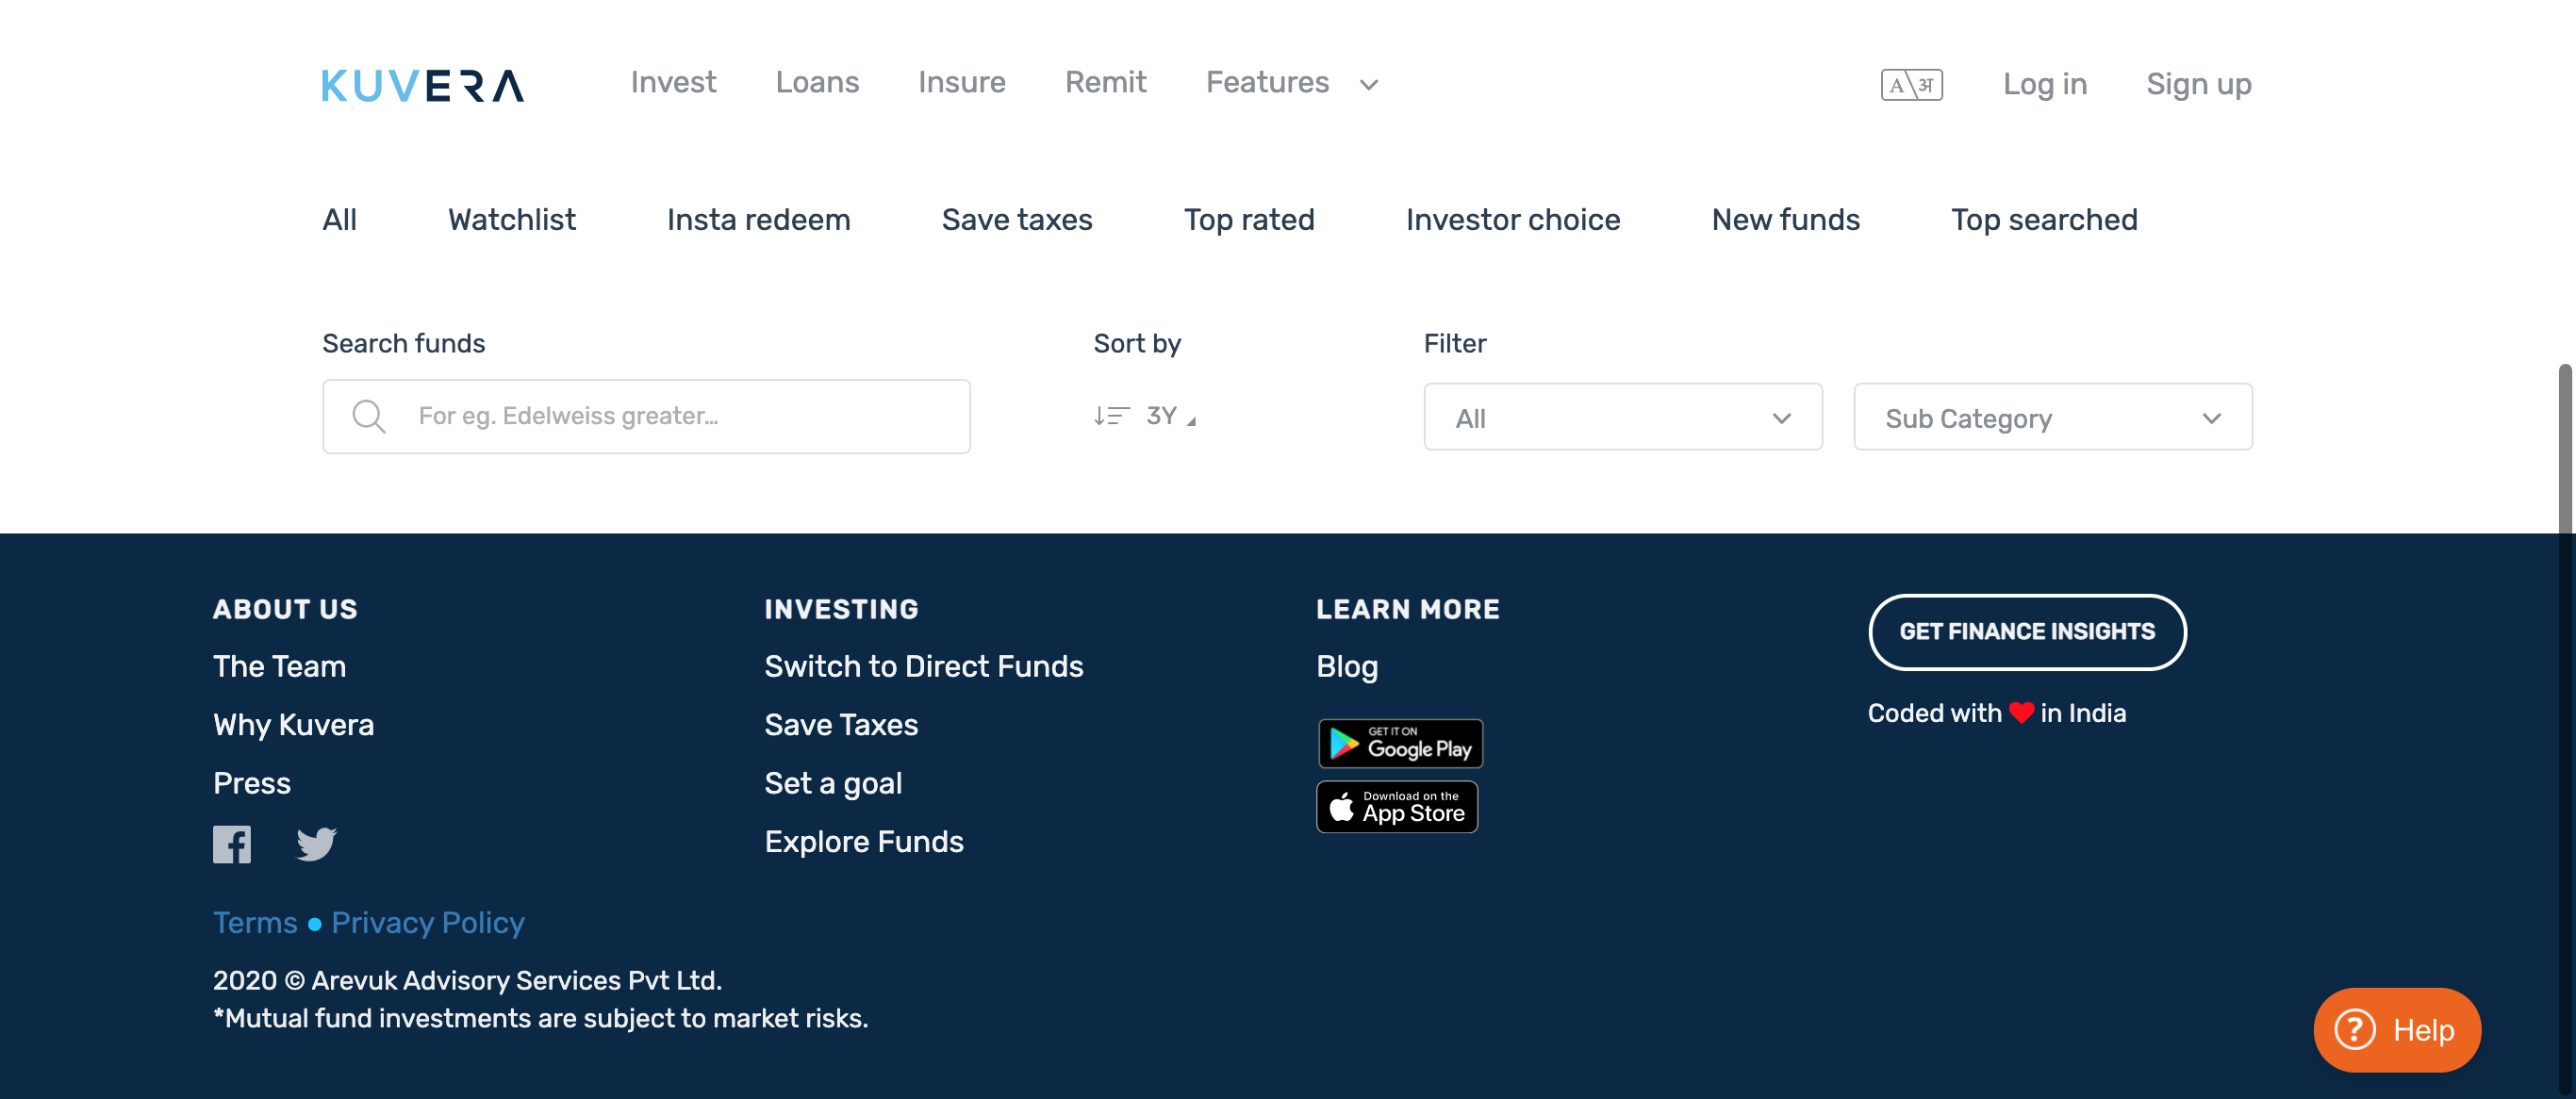 KUVERA Invest Loans Insure Remit Features A\अ Log in Sign up
All Watchlist Insta redeem Save taxes Top rated Investor choice New funds Top searched
Search funds Sort by Filter
For eg. Edelweiss greater... 3Y All Sub Category
ABOUT US
The Team
Why Kuvera
Press
INVESTING
Switch to Direct Funds
Save Taxes
Set a goal
Explore Funds
LEARN MORE
Blog
GET IT ON
Google Play
Download on the
App Store
GET FINANCE INSIGHTS
Coded with ❤ in India
Terms • Privacy Policy
2020 © Arevuk Advisory Services Pvt Ltd.
*Mutual fund investments are subject to market risks.
? Help